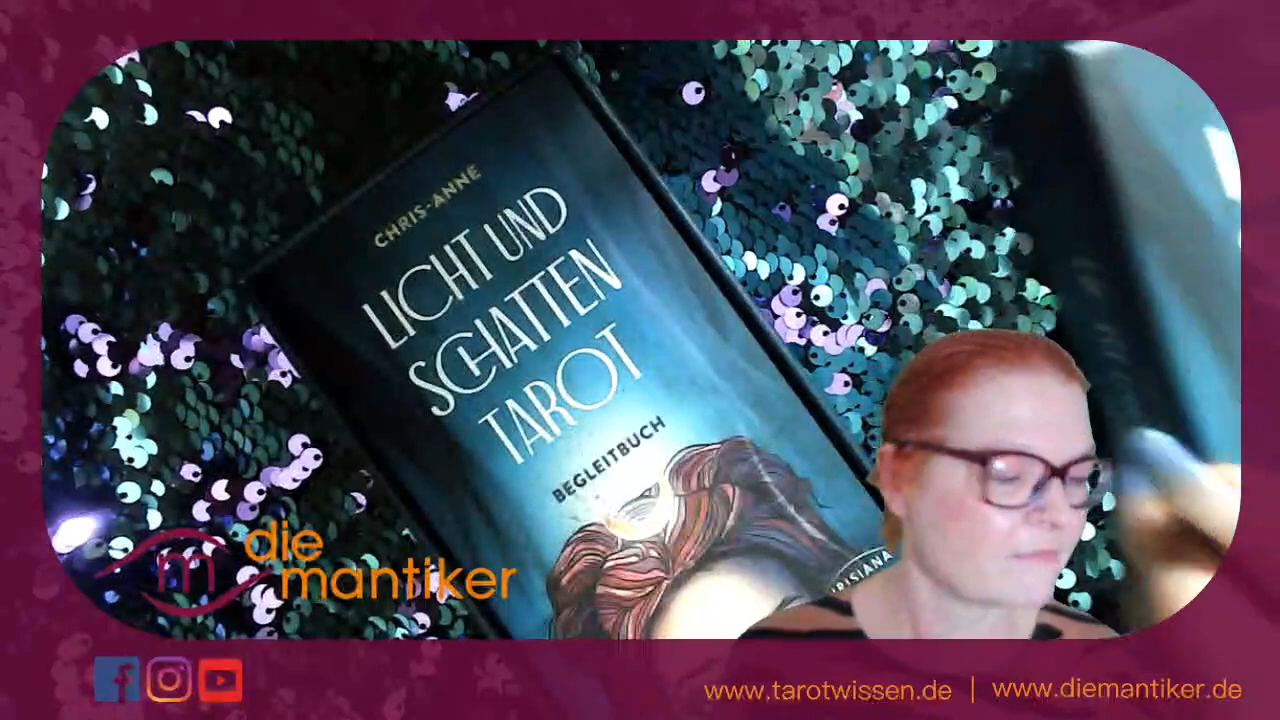 CHRIS-ANNE
LICHT UND
SCHATTEN
TAROT
BEGLEITBUCH
die
mantiker
www.tarotwissen.de | www.diemantiker.de